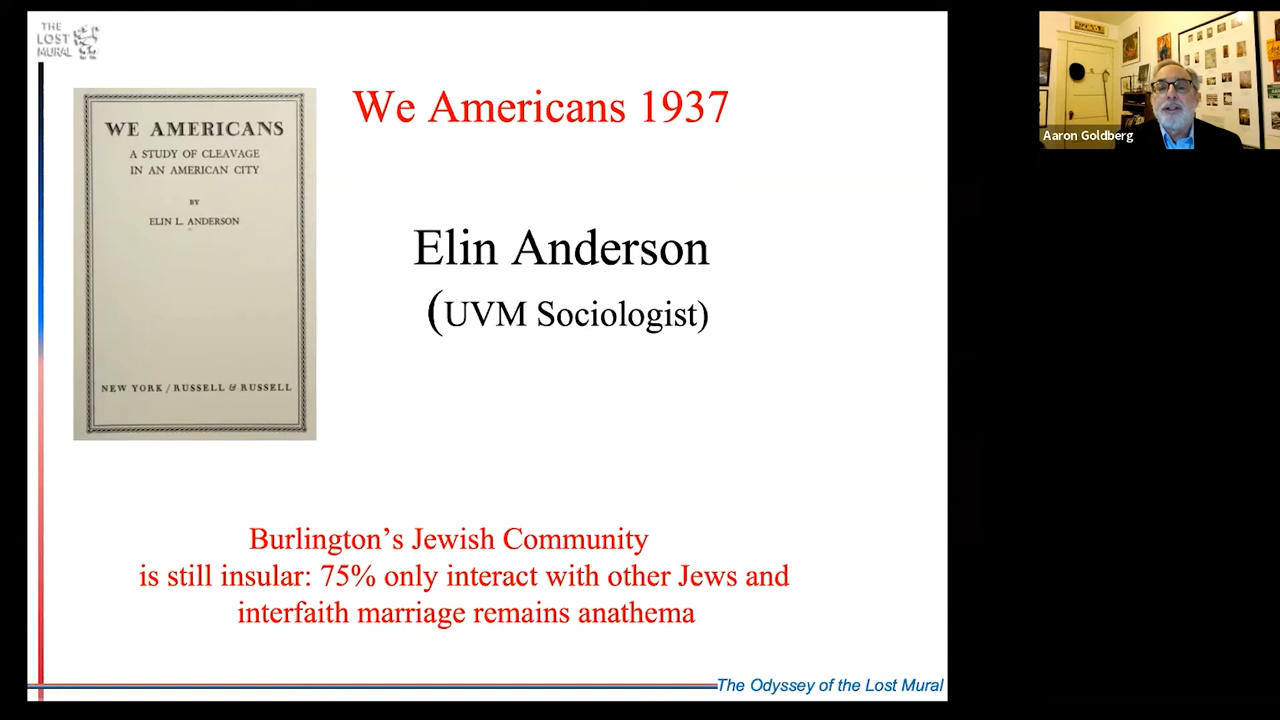 THE
LOST
MURAL
WE AMERICANS
A STUDY OF CLEAVAGE
IN AN AMERICAN CITY
BY
ELIN L. ANDERSON
NEW YORK / RUSSELL & RUSSELL
We Americans 1937
Elin Anderson
(UVM Sociologist)
Burlington’s Jewish Community
is still insular: 75% only interact with other Jews and
interfaith marriage remains anathema
The Odyssey of the Lost Mural
Aaron Goldberg